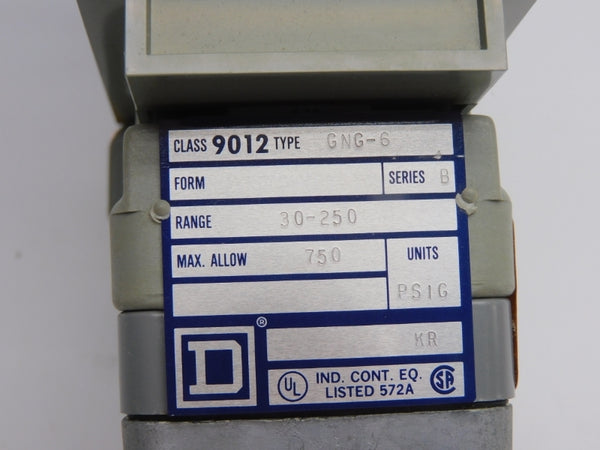 CLASS 9012 TYPE GNG-6
FORM SERIES B
RANGE 30-250
MAX. ALLOW 750 UNITS
PSIG
D ® KR
UL IND. CONT. EQ. SA
LISTED 572A